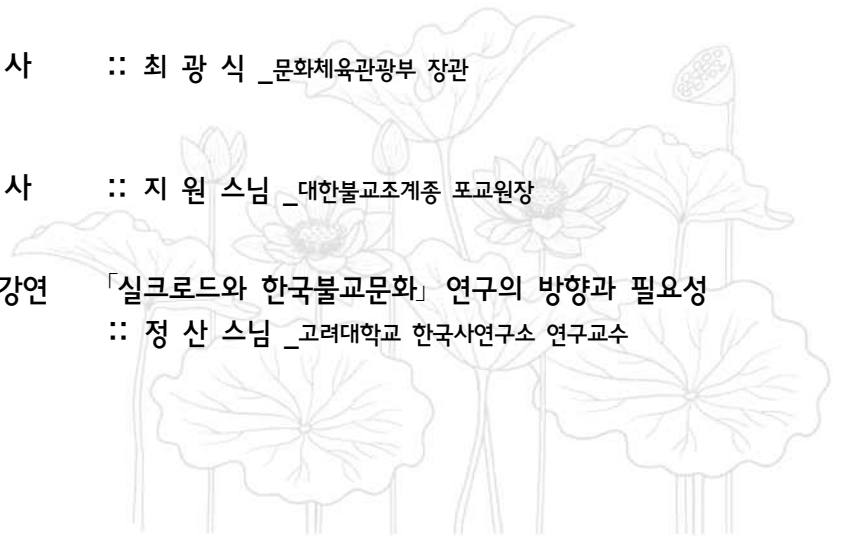 사 :: 최 광 식 _문화체육관광부 장관
사 :: 지 원 스님 _대한불교조계종 포교원장
강연 「실크로드와 한국불교문화」 연구의 방향과 필요성
:: 정 산 스님 _고려대학교 한국사연구소 연구교수